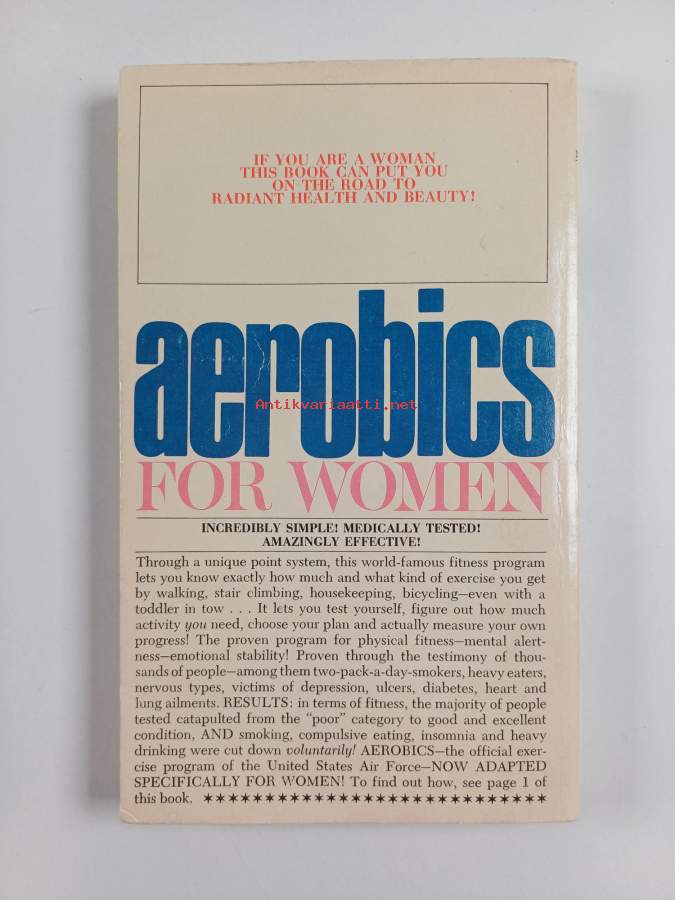 IF YOU ARE A WOMAN
THIS BOOK CAN PUT YOU
ON THE ROAD TO
RADIANT HEALTH AND BEAUTY!
aerobics
Antikvariaatti.net
FOR WOMEN
INCREDIBLY SIMPLE! MEDICALLY TESTED!
AMAZINGLY EFFECTIVE!
Through a unique point system, this world-famous fitness program
lets you know exactly how much and what kind of exercise you get
by walking, stair climbing, housekeeping, bicycling—even with a
toddler in tow . . . It lets you test yourself, figure out how much
activity you need, choose your plan and actually measure your own
progress! The proven program for physical fitness—mental alert-
ness—emotional stability! Proven through the testimony of thou-
sands of people—among them two-pack-a-day-smokers, heavy eaters,
nervous types, victims of depression, ulcers, diabetes, heart and
lung ailments. RESULTS: in terms of fitness, the majority of people
tested catapulted from the “poor” category to good and excellent
condition, AND smoking, compulsive eating, insomnia and heavy
drinking were cut down voluntarily! AEROBICS—the official exer-
cise program of the United States Air Force—NOW ADAPTED
SPECIFICALLY FOR WOMEN! To find out how, see page 1 of
this book. ✶✶✶✶✶✶✶✶✶✶✶✶✶✶✶✶✶✶✶✶✶✶✶✶✶✶✶✶